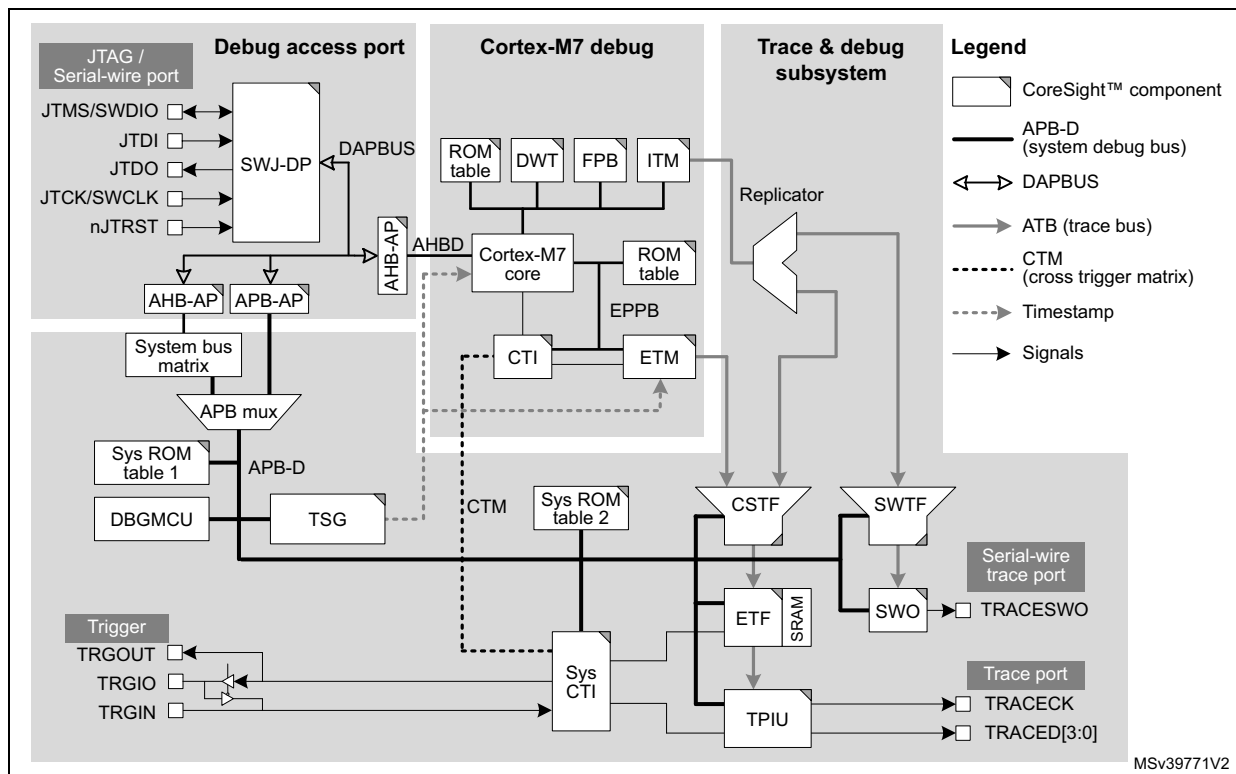 Debug access port
Cortex-M7 debug
Trace & debug
subsystem
Legend
JTAG /
Serial-wire port
JTMS/SWDIO
JTDI
JTDO
JTCK/SWCLK
nJTRST
SWJ-DP
DAPBUS
AHB-AP
AHBD
AHB-AP
APB-AP
System bus
matrix
APB mux
Sys ROM
table 1
APB-D
DBGMCU
TSG
ROM
table
DWT
FPB
ITM
Cortex-M7
core
ROM
table
EPPB
CTI
ETM
Replicator
CoreSight™ component
APB-D
(system debug bus)
DAPBUS
ATB (trace bus)
CTM
(cross trigger matrix)
Timestamp
Signals
CTM
Sys ROM
table 2
CSTF
SWTF
ETF
SRAM
SWO
Serial-wire
trace port
TRACESWO
Trigger
TRGOUT
TRGIO
TRGIN
Sys
CTI
TPIU
Trace port
TRACECK
TRACED[3:0]
MSv39771V2